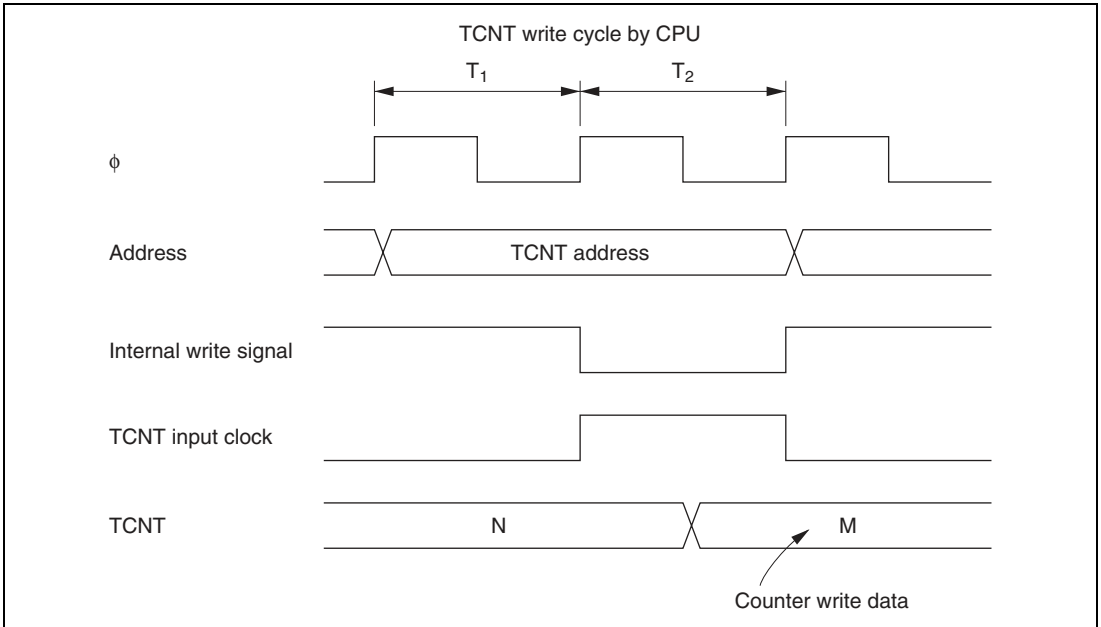 TCNT write cycle by CPU
T1 T2
ϕ
Address TCNT address
Internal write signal
TCNT input clock
TCNT N M
Counter write data